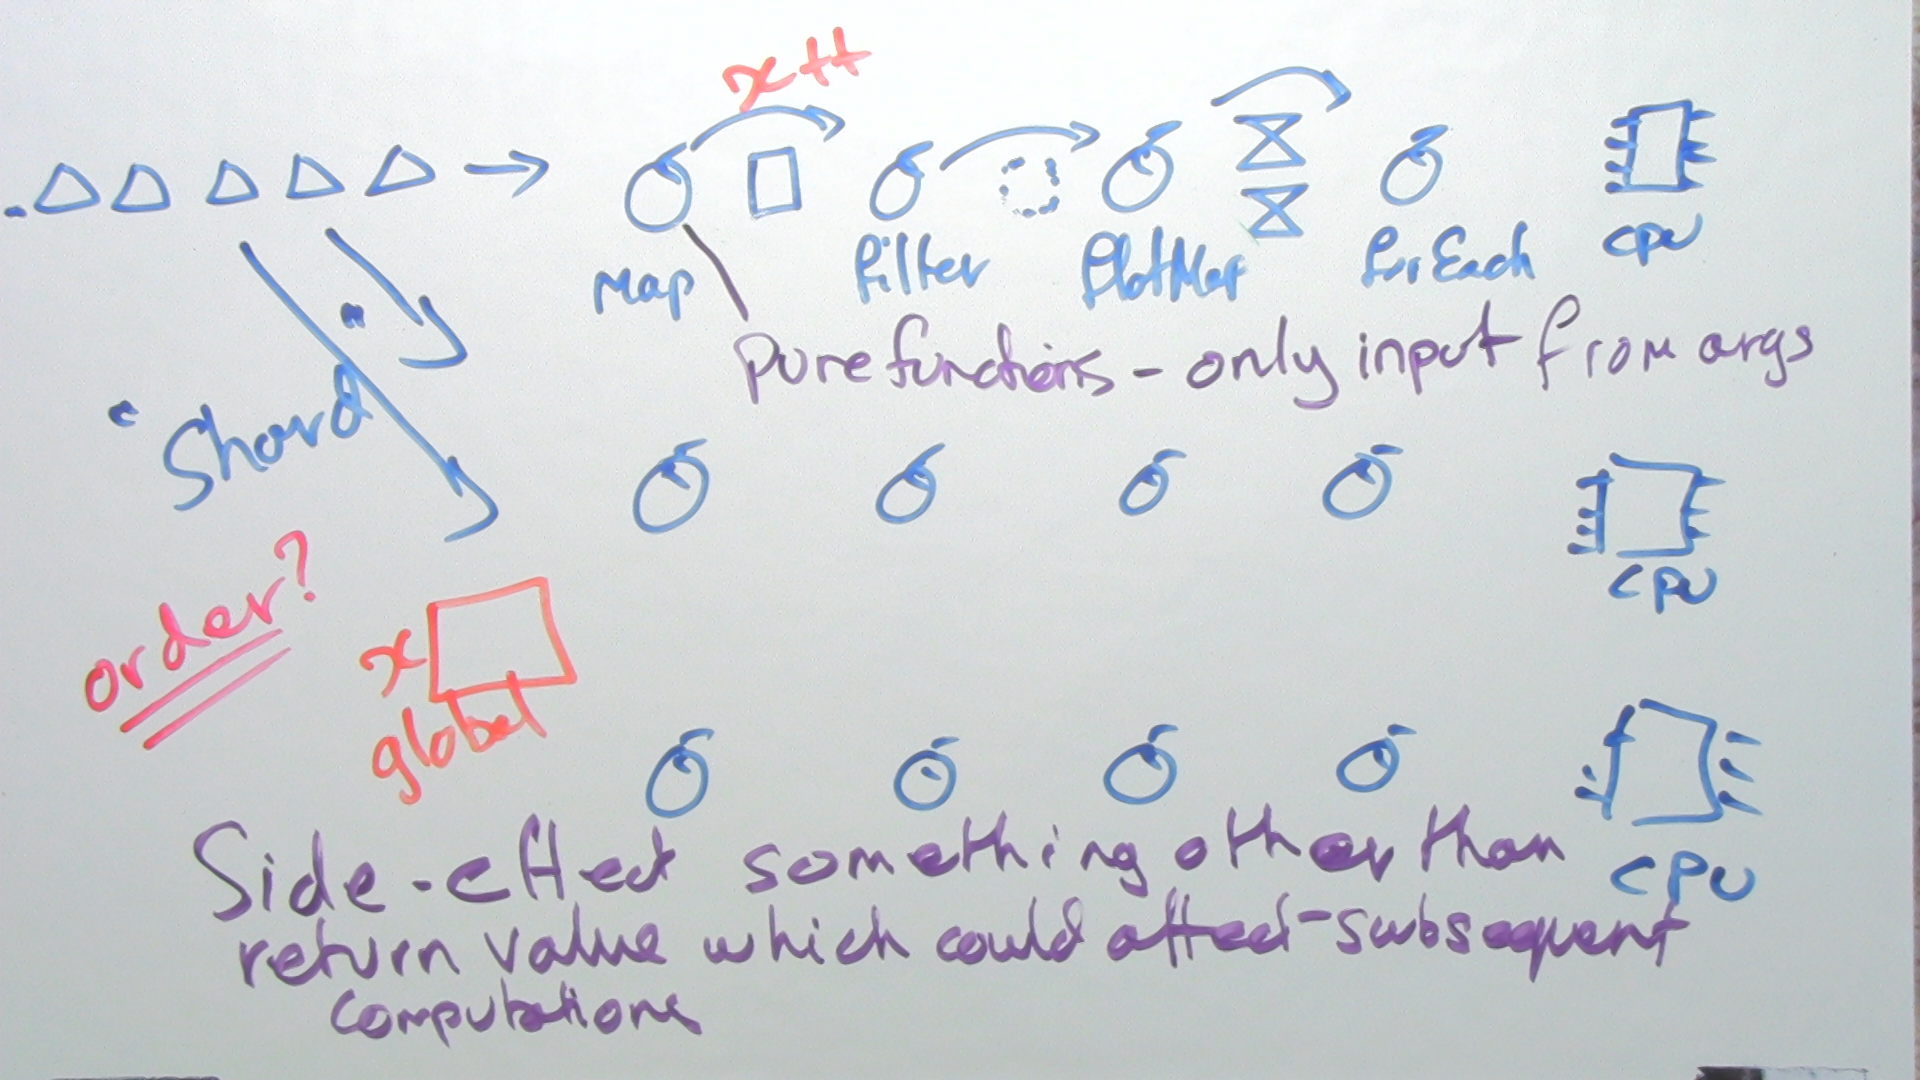 x++
CPU
Map
filter
flatMap
forEach
pure functions - only input from args
Shard
CPU
order?
x
global
Side-effect something other than
return value which could affect subsequent
computations
CPU